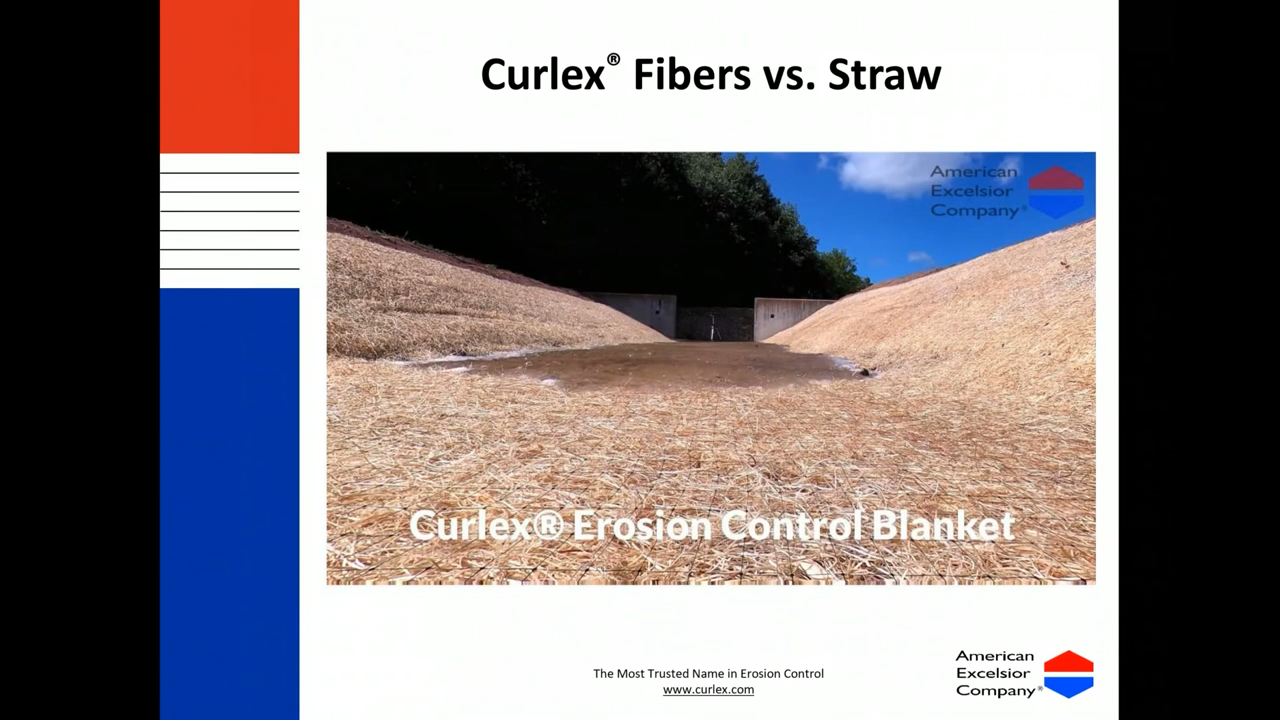 Curlex® Fibers vs. Straw
American
Excelsior
Company®
Curlex® Erosion Control Blanket
The Most Trusted Name in Erosion Control
www.curlex.com
American
Excelsior
Company®